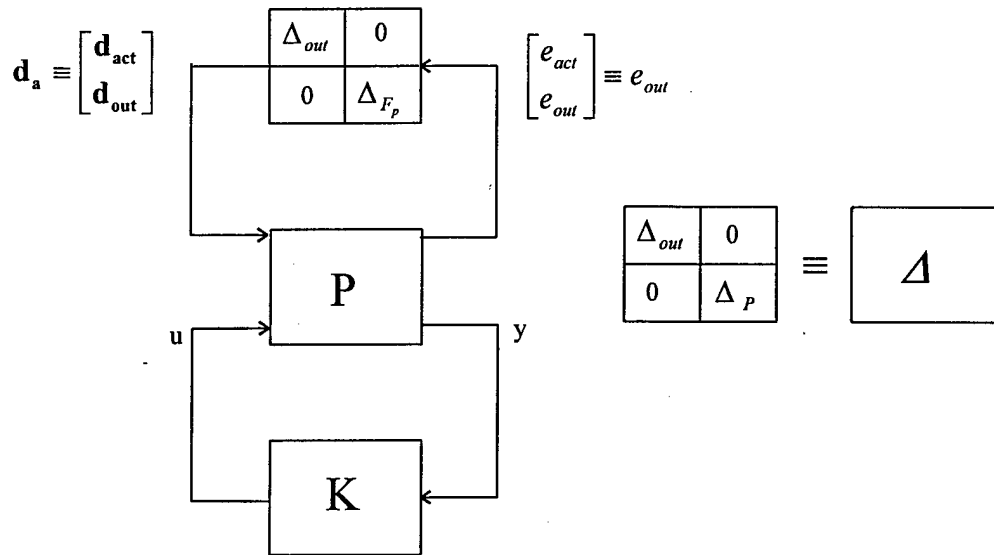 d_a ≡ [d_act d_out]
Δ_out 0
0 Δ_F_p
[e_act e_out] ≡ e_out
P
u
y
K
Δ_out 0
0 Δ_P
≡ Δ